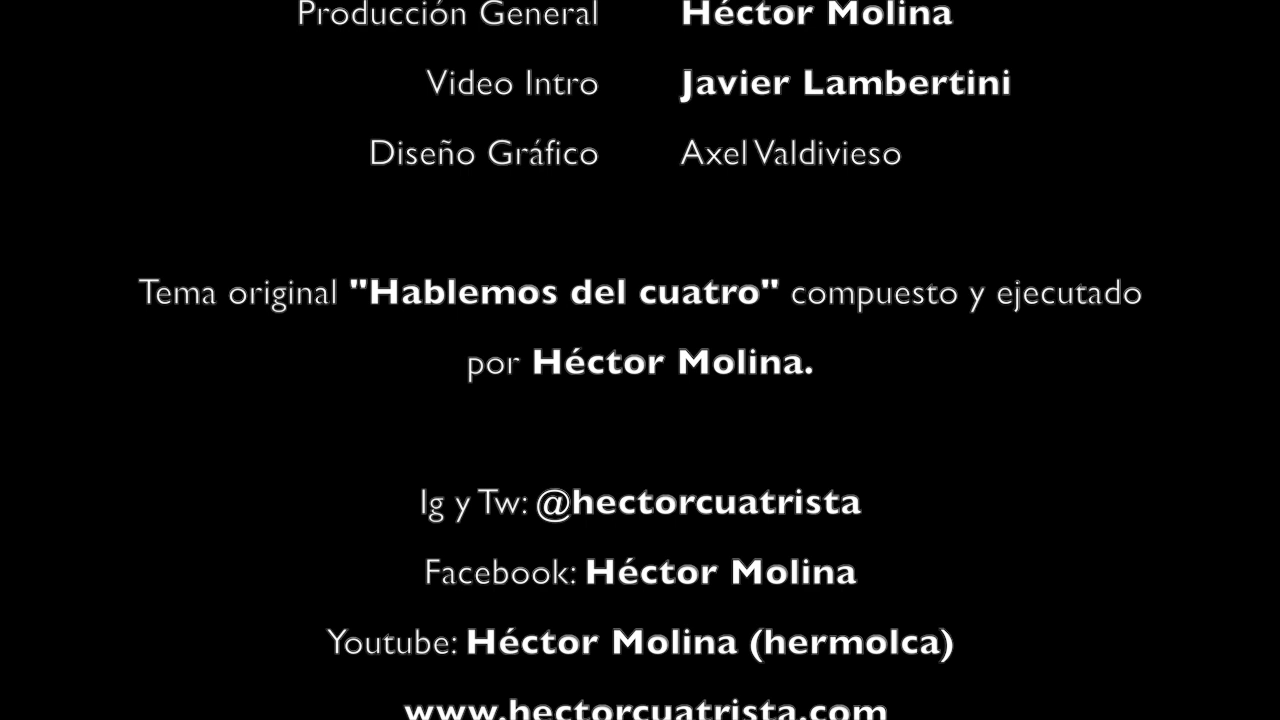 Producción General Héctor Molina
Video Intro Javier Lambertini
Diseño Gráfico Axel Valdivieso
Tema original "Hablemos del cuatro" compuesto y ejecutado
por Héctor Molina.
Ig y Tw: @hectorcuatrista
Facebook: Héctor Molina
Youtube: Héctor Molina (hermolca)
www.hectorcuatrista.com